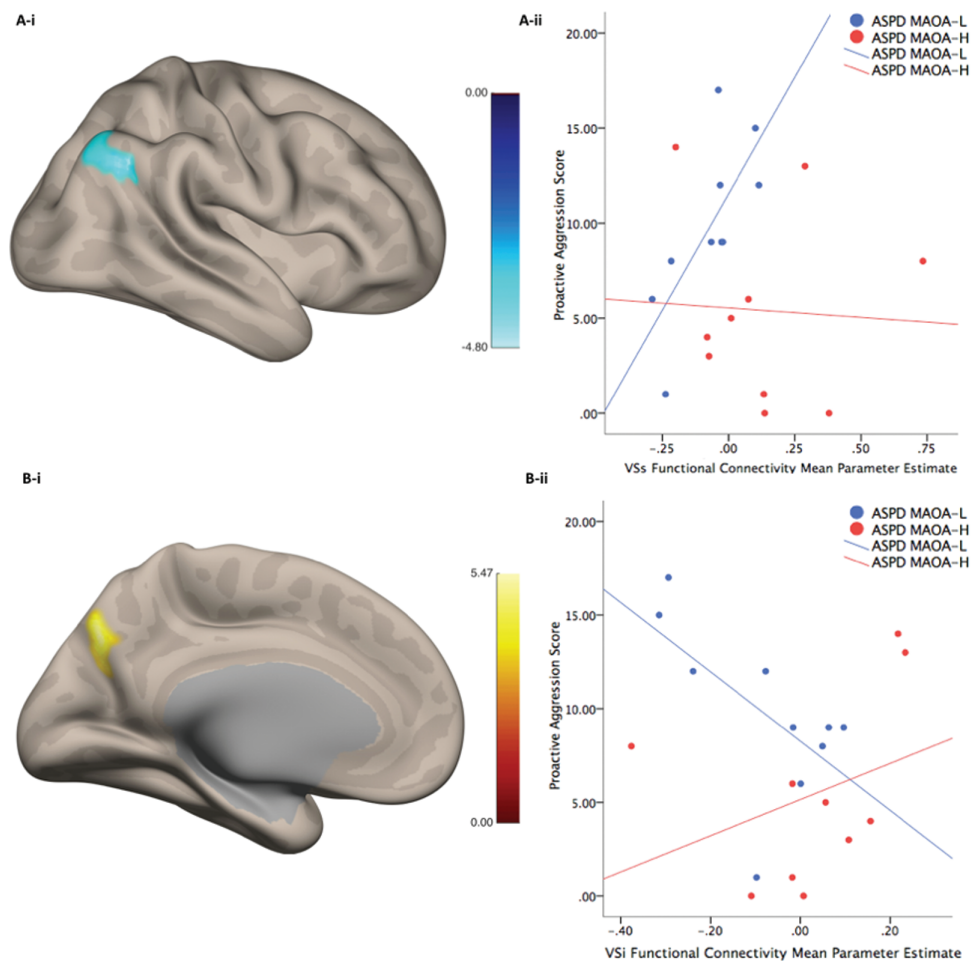 A-i
0.00
-4.80
A-ii
ASPD MAOA-L
ASPD MAOA-H
ASPD MAOA-L
ASPD MAOA-H
20.00
15.00
10.00
5.00
.00
Proactive Aggression Score
-.25 .00 .25 .50 .75
VSs Functional Connectivity Mean Parameter Estimate
B-i
5.47
0.00
B-ii
ASPD MAOA-L
ASPD MAOA-H
ASPD MAOA-L
ASPD MAOA-H
20.00
15.00
10.00
5.00
.00
Proactive Aggression Score
-.40 -.20 .00 .20
VSi Functional Connectivity Mean Parameter Estimate